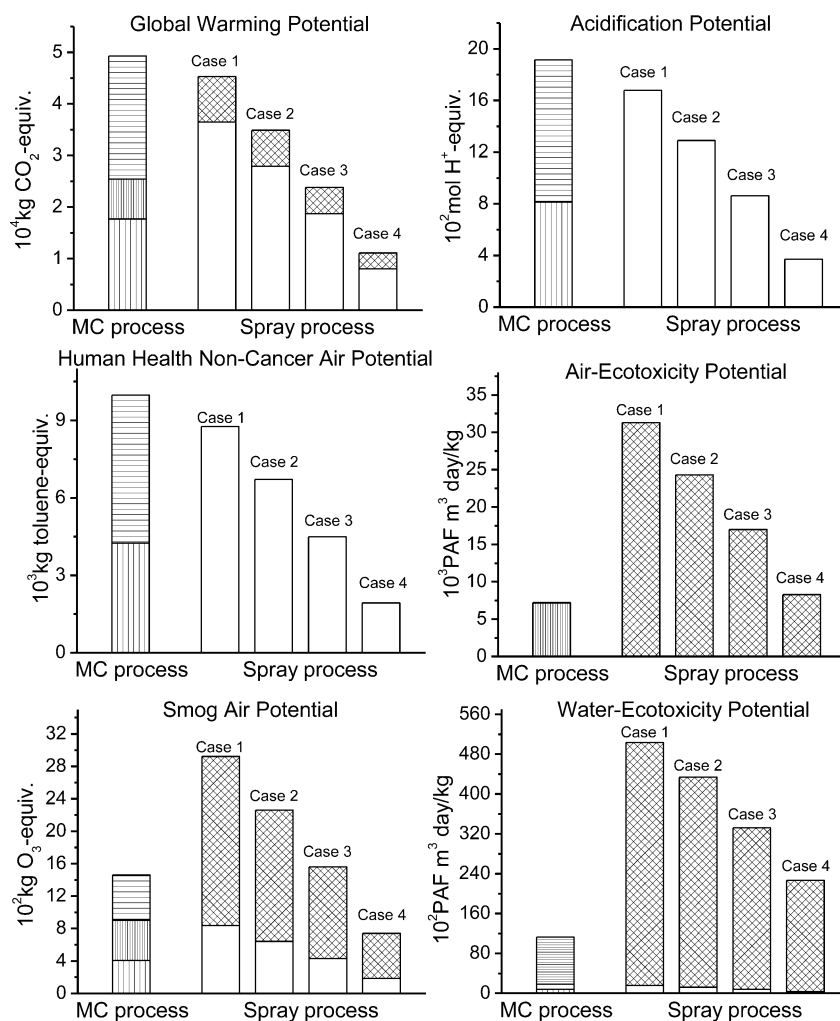 Global Warming Potential
10⁴kg CO₂-equiv.
5
4
3
2
1
0
Case 1
Case 2
Case 3
Case 4
MC process
Spray process
Acidification Potential
10²mol H⁺-equiv.
20
16
12
8
4
0
Case 1
Case 2
Case 3
Case 4
MC process
Spray process
Human Health Non-Cancer Air Potential
10³kg toluene-equiv.
9
6
3
0
Case 1
Case 2
Case 3
Case 4
MC process
Spray process
Air-Ecotoxicity Potential
10³PAF m³ day/kg
35
30
25
20
15
10
5
0
Case 1
Case 2
Case 3
Case 4
MC process
Spray process
Smog Air Potential
10²kg O₃-equiv.
32
28
24
20
16
12
8
4
0
Case 1
Case 2
Case 3
Case 4
MC process
Spray process
Water-Ecotoxicity Potential
10²PAF m³ day/kg
560
480
400
320
240
160
80
0
Case 1
Case 2
Case 3
Case 4
MC process
Spray process